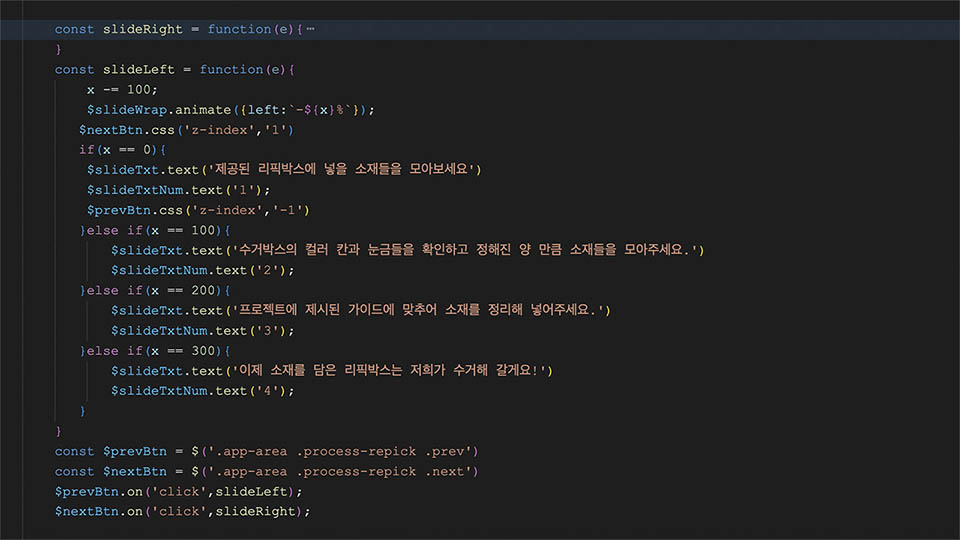 const slideRight = function(e){ ⋯
}
const slideLeft = function(e){
x -= 100;
$slideWrap.animate({left:`-${x}%`});
$nextBtn.css('z-index','1')
if(x == 0){
$slideTxt.text('제공된 리픽박스에 넣을 소재들을 모아보세요')
$slideTxtNum.text('1');
$prevBtn.css('z-index','-1')
}else if(x == 100){
$slideTxt.text('수거박스의 컬러 칸과 눈금들을 확인하고 정해진 양 만큼 소재들을 모아주세요.')
$slideTxtNum.text('2');
}else if(x == 200){
$slideTxt.text('프로젝트에 제시된 가이드에 맞추어 소재를 정리해 넣어주세요.')
$slideTxtNum.text('3');
}else if(x == 300){
$slideTxt.text('이제 소재를 담은 리픽박스는 저희가 수거해 갈게요!')
$slideTxtNum.text('4');
}
}
const $prevBtn = $('.app-area .process-repick .prev')
const $nextBtn = $('.app-area .process-repick .next')
$prevBtn.on('click',slideLeft);
$nextBtn.on('click',slideRight);